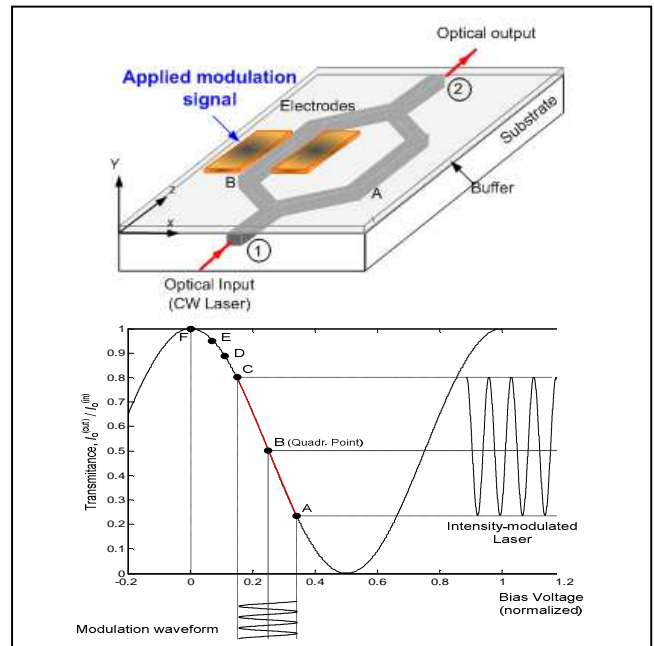 Optical output
Applied modulation
signal
Electrodes
2
Substrate
Y
z
X
B
A
Buffer
1
Optical Input
(CW Laser)
1
0.9
0.8
0.7
0.6
0.5
0.4
0.3
0.2
0.1
0
Transmitance, I₀⁽ᵒᵘᵗ⁾ / I₀⁽ⁱⁿ⁾
F
E
D
C
B (Quadr. Point)
A
Intensity-modulated
Laser
-0.2
0
0.2
0.4
0.6
0.8
1
1.2
Bias Voltage
(normalized)
Modulation waveform